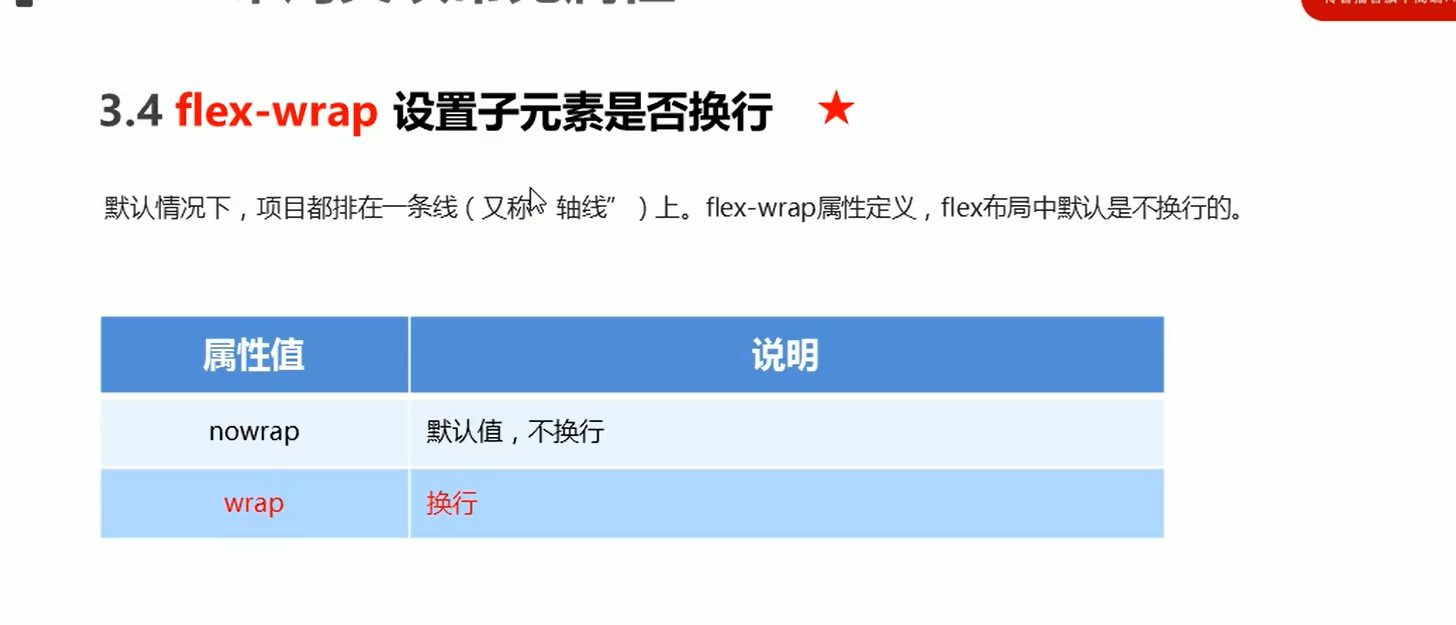 3.4 flex-wrap 设置子元素是否换行 ★
默认情况下，项目都排在一条线（又称 轴线”）上。flex-wrap属性定义，flex布局中默认是不换行的。
属性值 说明
nowrap 默认值，不换行
wrap 换行